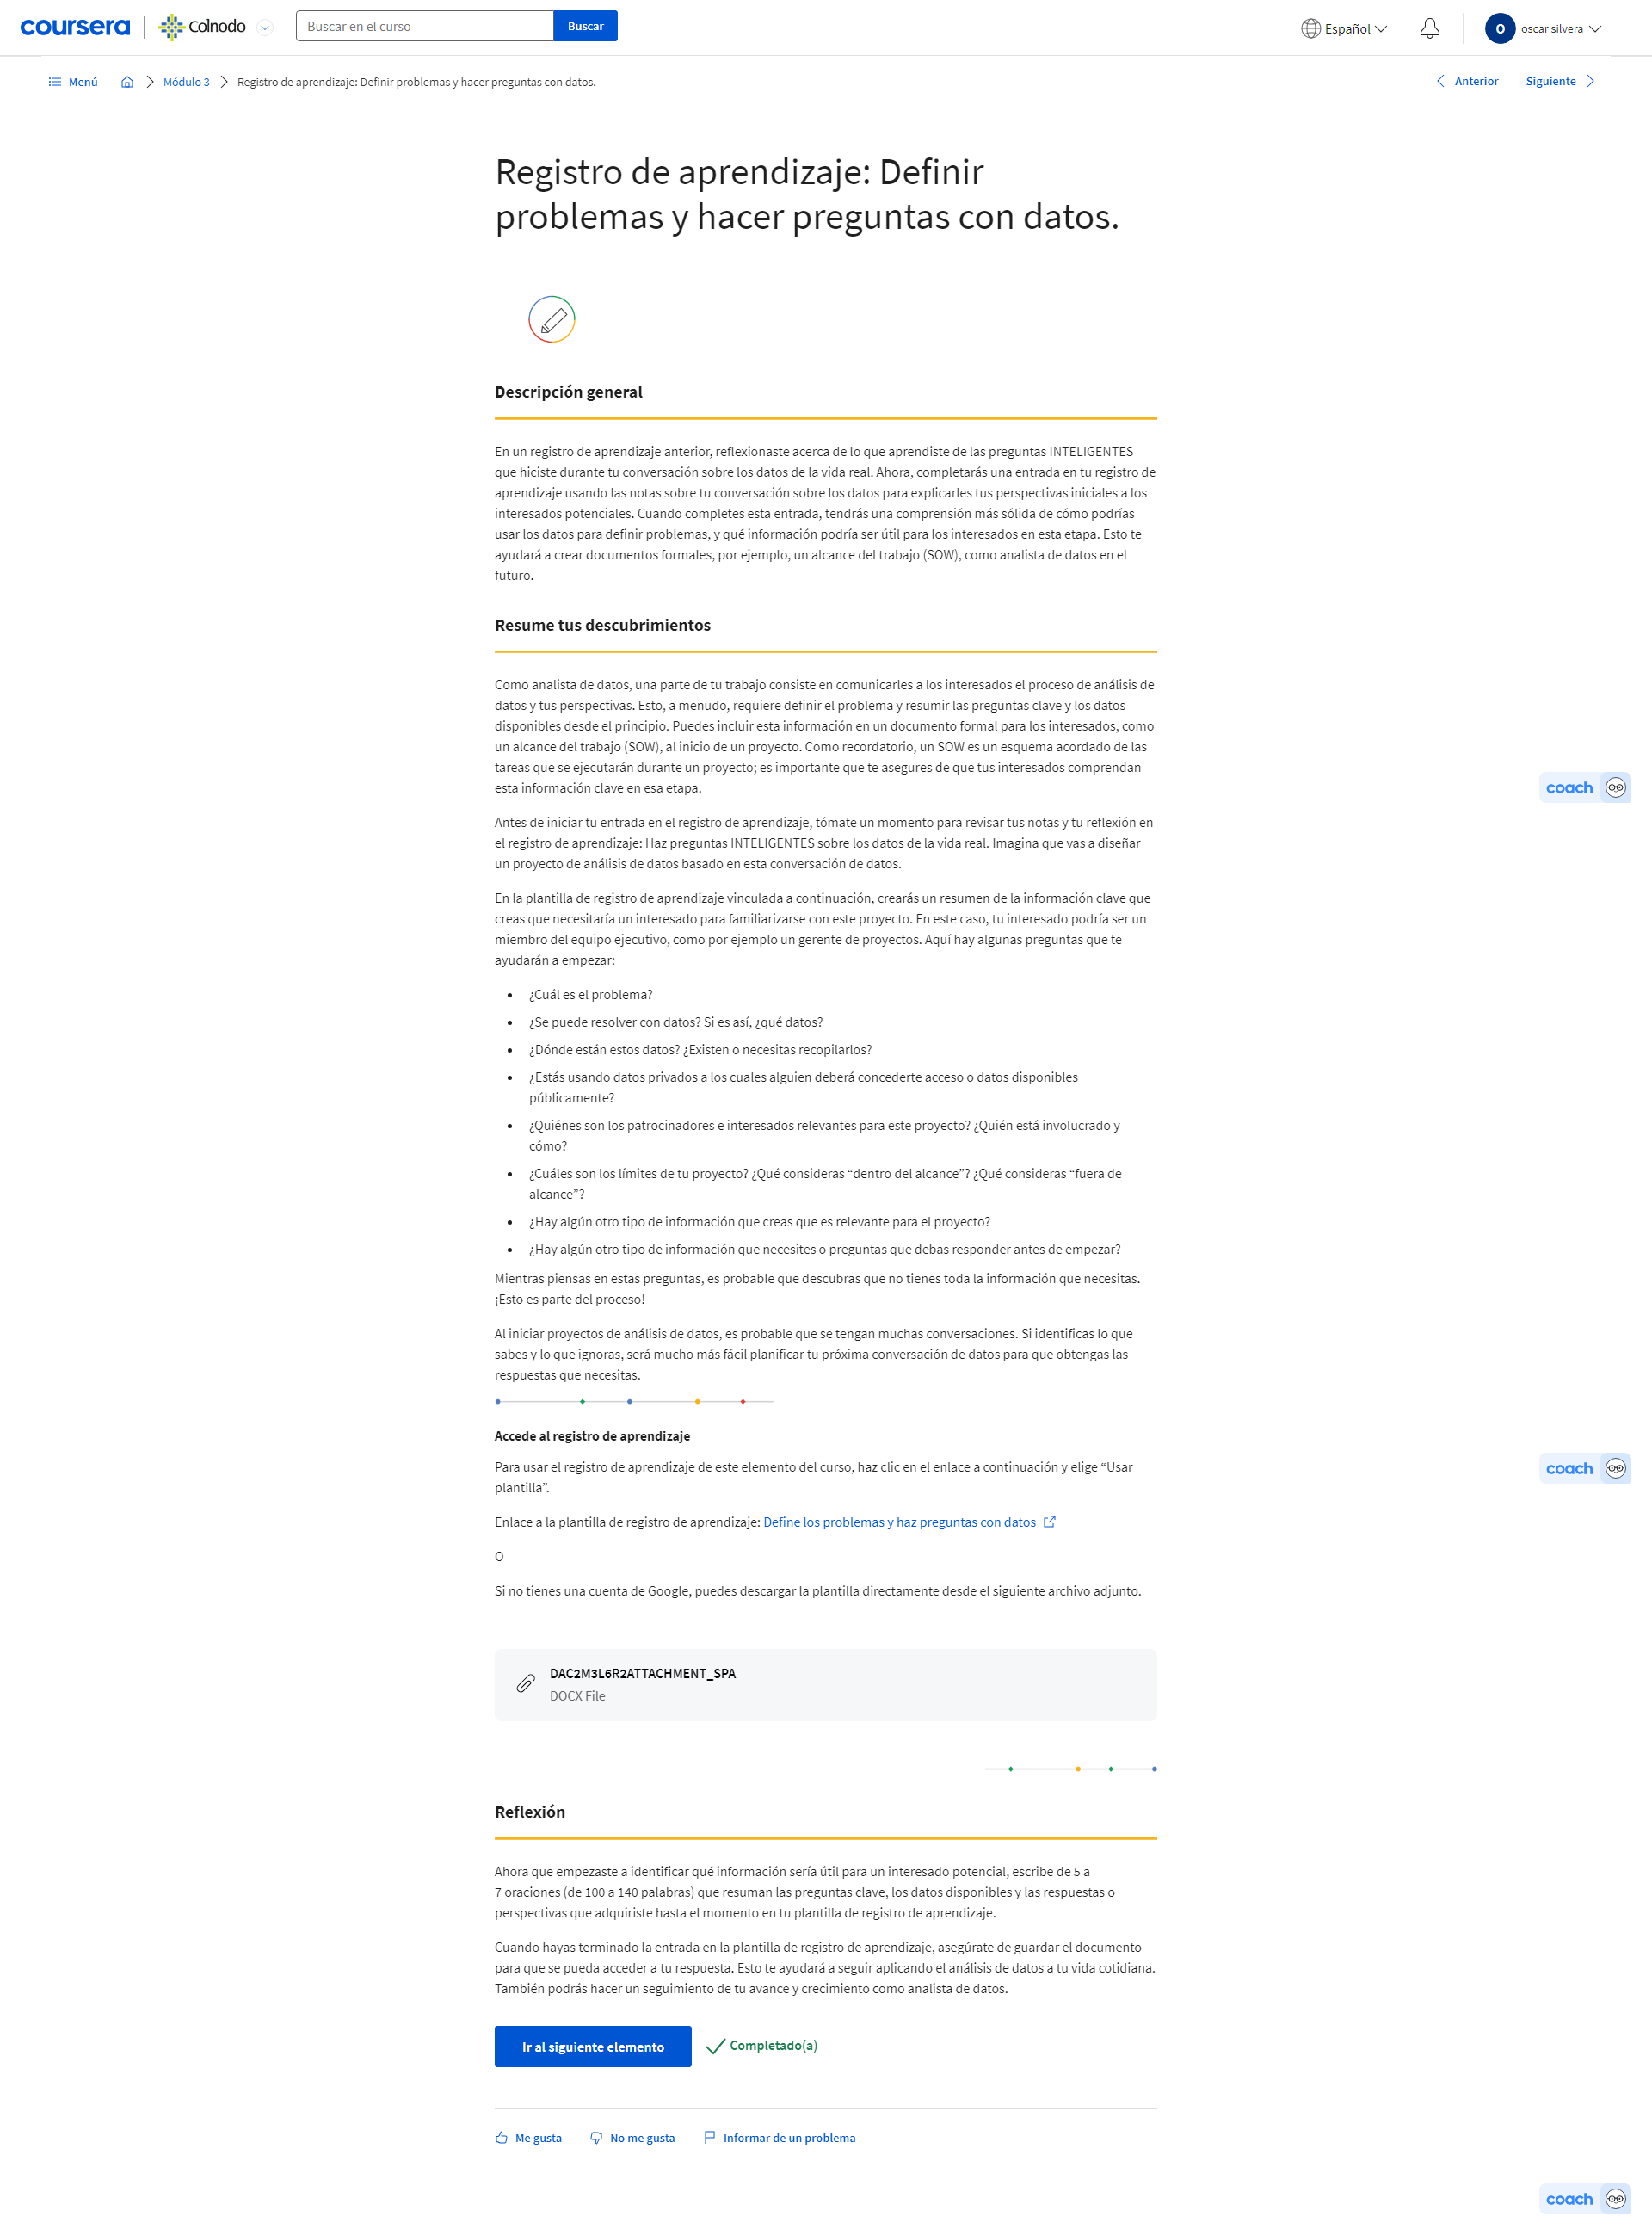 coursera
Colnodo
Buscar en el curso
Buscar
Español
O
oscar silvera
Menú
Módulo 3
Registro de aprendizaje: Definir problemas y hacer preguntas con datos.
Anterior
Siguiente
Registro de aprendizaje: Definir
problemas y hacer preguntas con datos.
Descripción general
En un registro de aprendizaje anterior, reflexionaste acerca de lo que aprendiste de las preguntas INTELIGENTES
que hiciste durante tu conversación sobre los datos de la vida real. Ahora, completarás una entrada en tu registro de
aprendizaje usando las notas sobre tu conversación sobre los datos para explicarles tus perspectivas iniciales a los
interesados potenciales. Cuando completes esta entrada, tendrás una comprensión más sólida de cómo podrías
usar los datos para definir problemas, y qué información podría ser útil para los interesados en esta etapa. Esto te
ayudará a crear documentos formales, por ejemplo, un alcance del trabajo (SOW), como analista de datos en el
futuro.
Resume tus descubrimientos
Como analista de datos, una parte de tu trabajo consiste en comunicarles a los interesados el proceso de análisis de
datos y tus perspectivas. Esto, a menudo, requiere definir el problema y resumir las preguntas clave y los datos
disponibles desde el principio. Puedes incluir esta información en un documento formal para los interesados, como
un alcance del trabajo (SOW), al inicio de un proyecto. Como recordatorio, un SOW es un esquema acordado de las
tareas que se ejecutarán durante un proyecto; es importante que te asegures de que tus interesados comprendan
esta información clave en esa etapa.
coach
Antes de iniciar tu entrada en el registro de aprendizaje, tómate un momento para revisar tus notas y tu reflexión en
el registro de aprendizaje: Haz preguntas INTELIGENTES sobre los datos de la vida real. Imagina que vas a diseñar
un proyecto de análisis de datos basado en esta conversación de datos.
En la plantilla de registro de aprendizaje vinculada a continuación, crearás un resumen de la información clave que
creas que necesitaría un interesado para familiarizarse con este proyecto. En este caso, tu interesado podría ser un
miembro del equipo ejecutivo, como por ejemplo un gerente de proyectos. Aquí hay algunas preguntas que te
ayudarán a empezar:
• ¿Cuál es el problema?
• ¿Se puede resolver con datos? Si es así, ¿qué datos?
• ¿Dónde están estos datos? ¿Existen o necesitas recopilarlos?
• ¿Estás usando datos privados a los cuales alguien deberá concederte acceso o datos disponibles
públicamente?
• ¿Quiénes son los patrocinadores e interesados relevantes para este proyecto? ¿Quién está involucrado y
cómo?
• ¿Cuáles son los límites de tu proyecto? ¿Qué consideras “dentro del alcance”? ¿Qué consideras “fuera de
alcance”?
• ¿Hay algún otro tipo de información que creas que es relevante para el proyecto?
• ¿Hay algún otro tipo de información que necesites o preguntas que debas responder antes de empezar?
Mientras piensas en estas preguntas, es probable que descubras que no tienes toda la información que necesitas.
¡Esto es parte del proceso!
Al iniciar proyectos de análisis de datos, es probable que se tengan muchas conversaciones. Si identificas lo que
sabes y lo que ignoras, será mucho más fácil planificar tu próxima conversación de datos para que obtengas las
respuestas que necesitas.
Accede al registro de aprendizaje
Para usar el registro de aprendizaje de este elemento del curso, haz clic en el enlace a continuación y elige “Usar
plantilla”.
coach
Enlace a la plantilla de registro de aprendizaje: Define los problemas y haz preguntas con datos
O
Si no tienes una cuenta de Google, puedes descargar la plantilla directamente desde el siguiente archivo adjunto.
DAC2M3L6R2ATTACHMENT_SPA
DOCX File
Reflexión
Ahora que empezaste a identificar qué información sería útil para un interesado potencial, escribe de 5 a
7 oraciones (de 100 a 140 palabras) que resuman las preguntas clave, los datos disponibles y las respuestas o
perspectivas que adquiriste hasta el momento en tu plantilla de registro de aprendizaje.
Cuando hayas terminado la entrada en la plantilla de registro de aprendizaje, asegúrate de guardar el documento
para que se pueda acceder a tu respuesta. Esto te ayudará a seguir aplicando el análisis de datos a tu vida cotidiana.
También podrás hacer un seguimiento de tu avance y crecimiento como analista de datos.
Ir al siguiente elemento
Completado(a)
Me gusta
No me gusta
Informar de un problema
coach